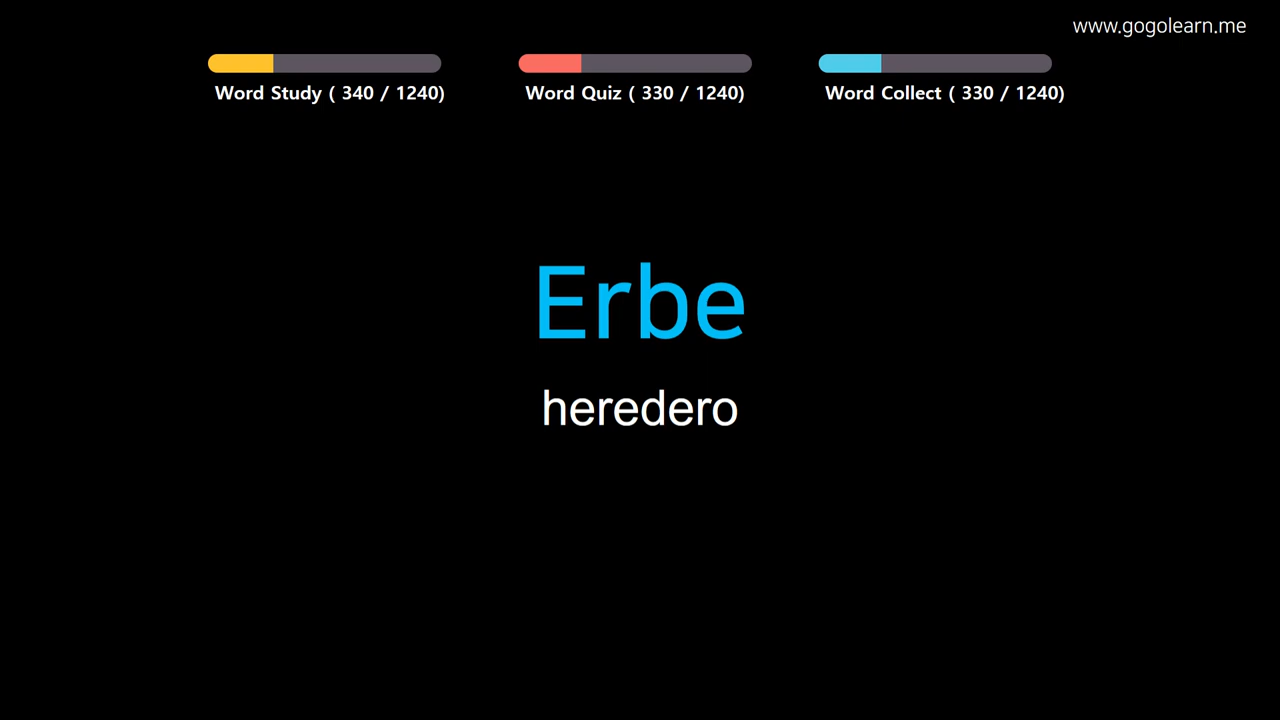 www.gogolearn.me
Word Study ( 340 / 1240)
Word Quiz ( 330 / 1240)
Word Collect ( 330 / 1240)
Erbe
heredero